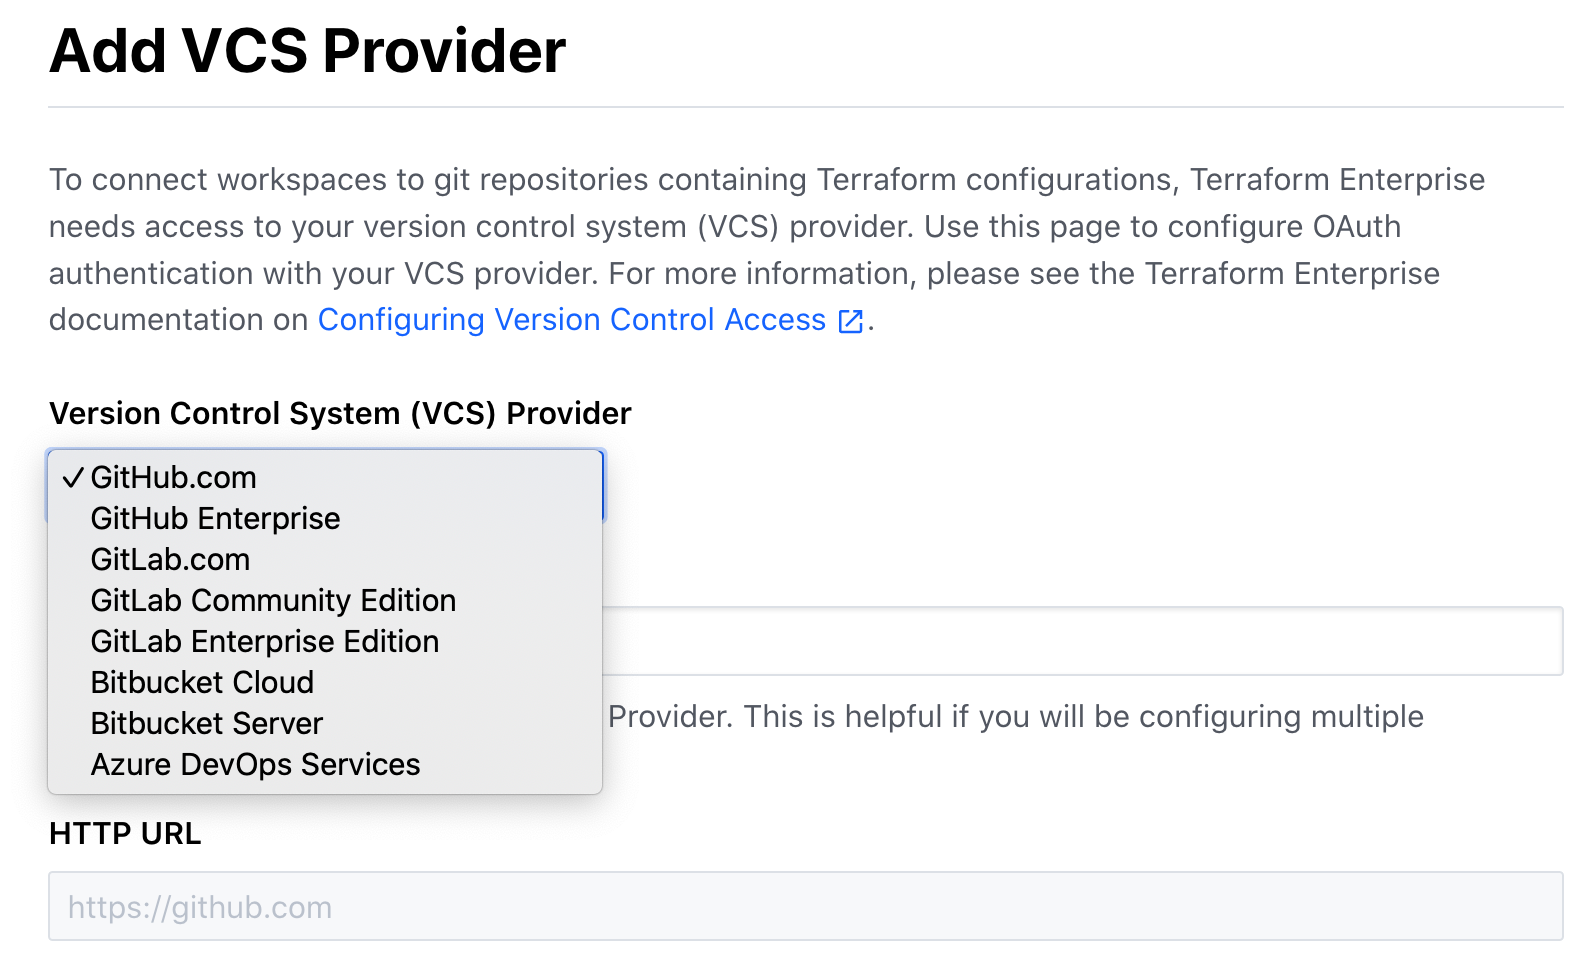 Add VCS Provider
To connect workspaces to git repositories containing Terraform configurations, Terraform Enterprise
needs access to your version control system (VCS) provider. Use this page to configure OAuth
authentication with your VCS provider. For more information, please see the Terraform Enterprise
documentation on Configuring Version Control Access .
Version Control System (VCS) Provider
✓ GitHub.com
GitHub Enterprise
GitLab.com
GitLab Community Edition
GitLab Enterprise Edition
Bitbucket Cloud
Bitbucket Server
Provider. This is helpful if you will be configuring multiple
Azure DevOps Services
HTTP URL
https://github.com